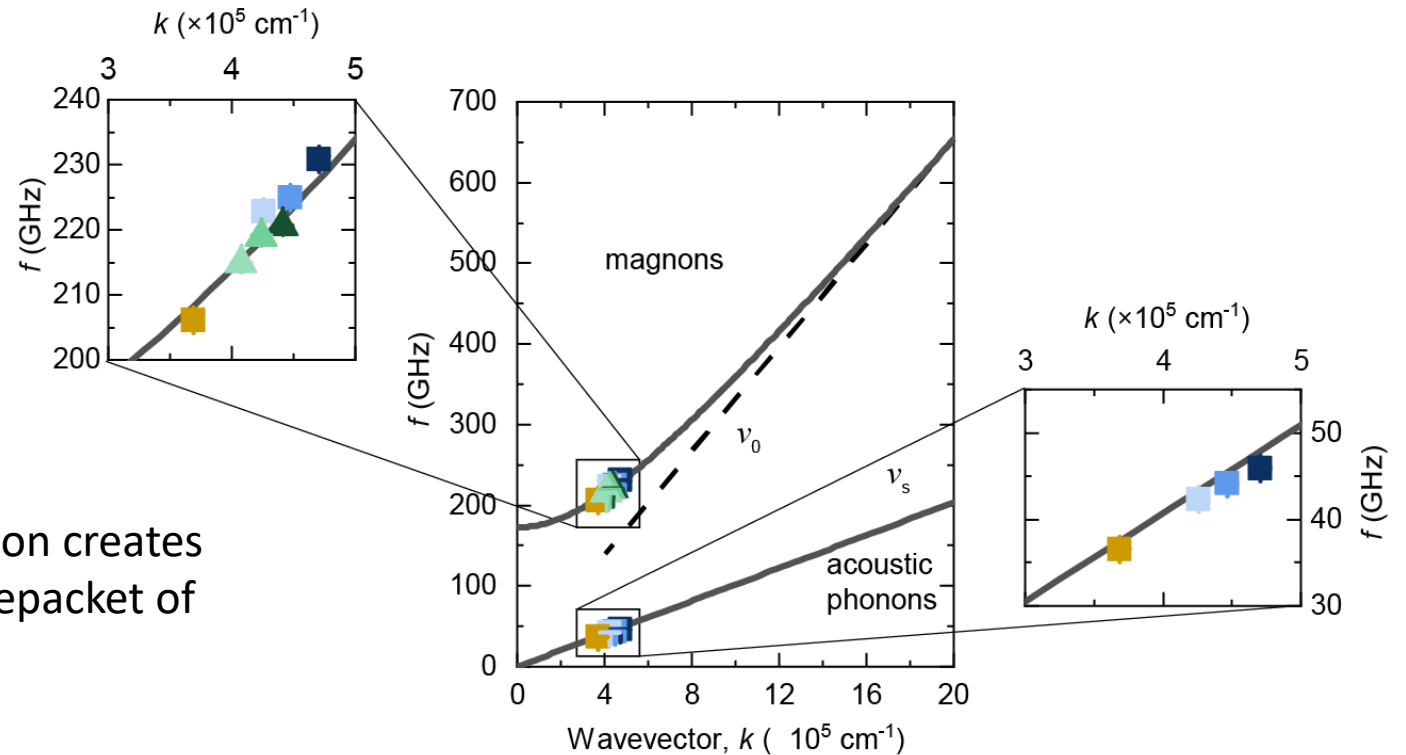 k (×10⁵ cm⁻¹)
3 4 5
240
230
220
210
200
f (GHz)
700
600
500
400
300
200
100
0
f (GHz)
magnons
v₀
vₛ
acoustic
phonons
0 4 8 12 16 20
Wavevector, k ( 10⁵ cm⁻¹)
k (×10⁵ cm⁻¹)
3 4 5
50
40
30
f (GHz)
on creates
epacket of